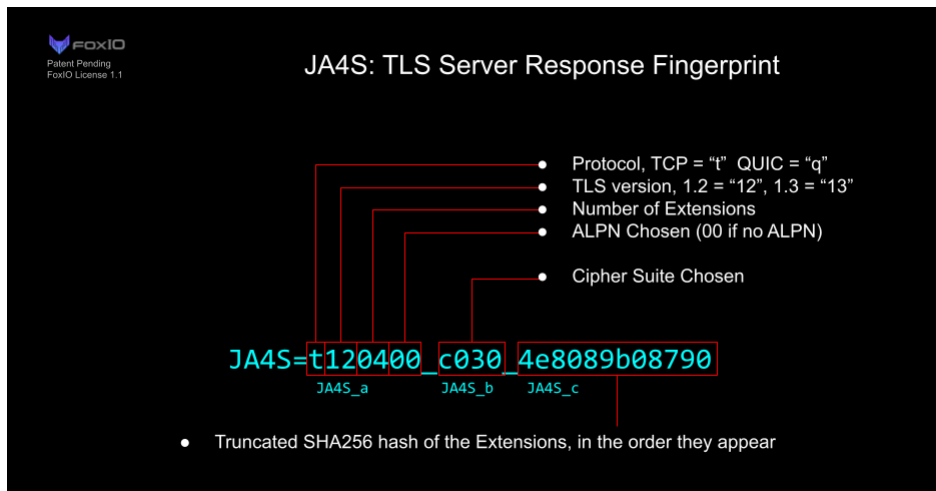 FOXIO
Patent Pending
FoxIO License 1.1
JA4S: TLS Server Response Fingerprint
● Protocol, TCP = “t” QUIC = “q”
● TLS version, 1.2 = “12”, 1.3 = “13”
● Number of Extensions
● ALPN Chosen (00 if no ALPN)
● Cipher Suite Chosen
JA4S=t120400_c030_4e8089b08790
JA4S_a JA4S_b JA4S_c
● Truncated SHA256 hash of the Extensions, in the order they appear